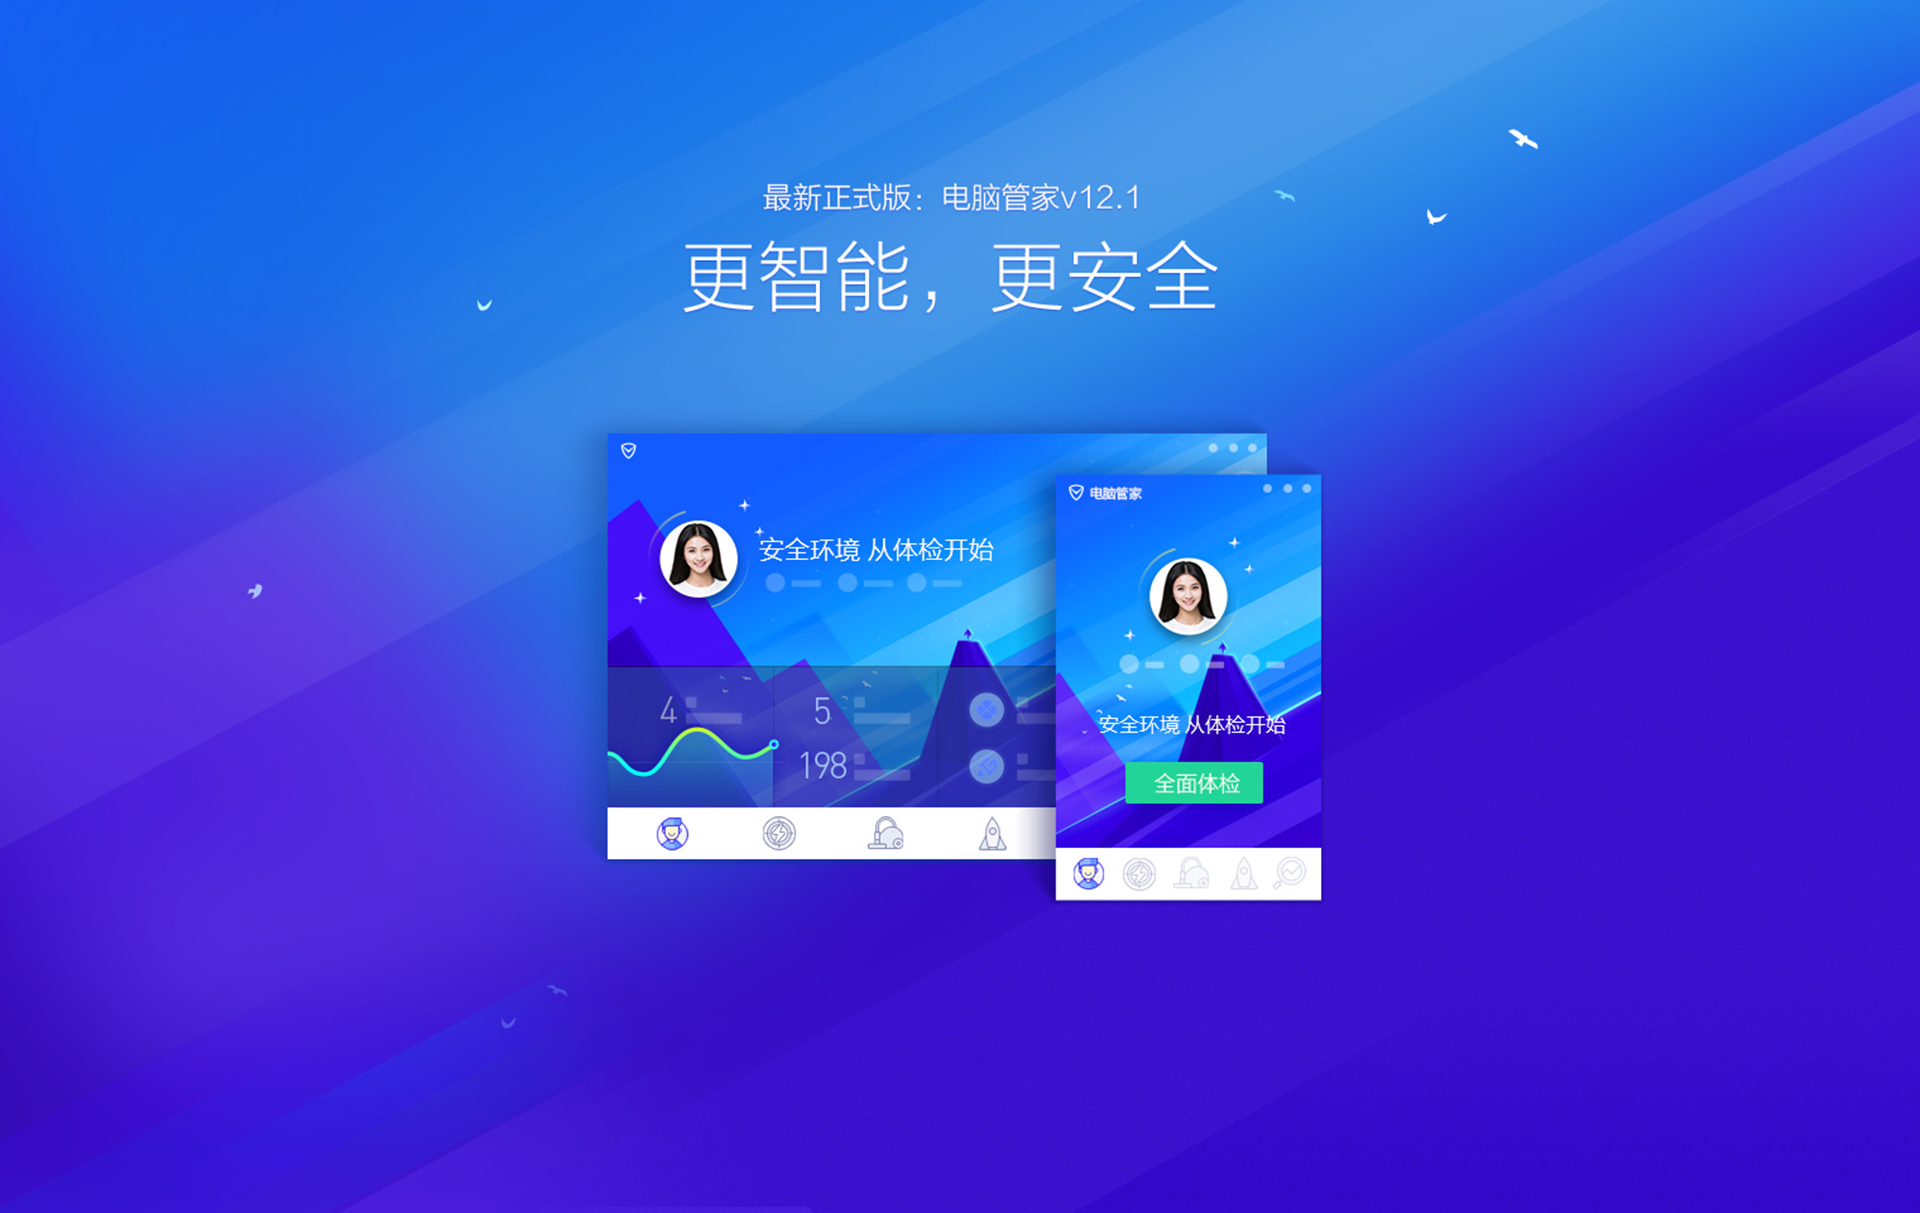 最新正式版：电脑管家v12.1
更智能，更安全
安全环境 从体检开始
4
5
198
电脑管家
安全环境 从体检开始
全面体检